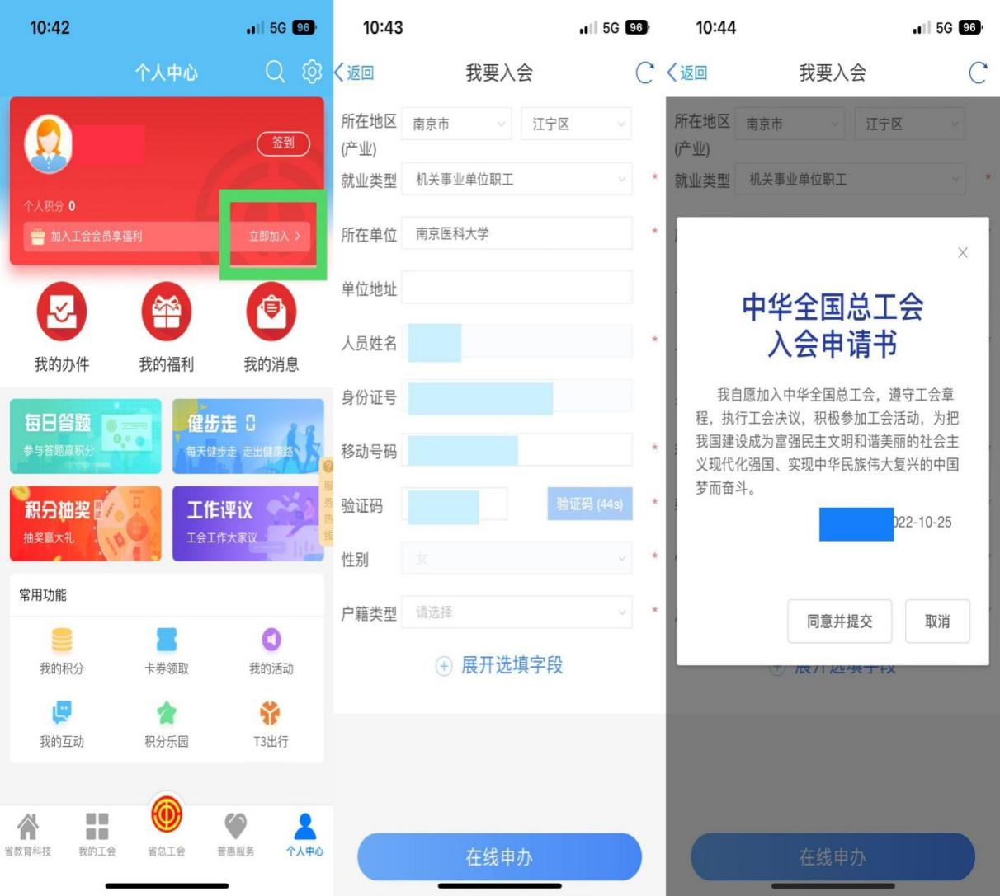 10:42
5G 96
个人中心
签到
个人积分 0
加入工会会员享福利
立即加入 >
我的办件
我的福利
我的消息
每日答题
参与答题赢积分
健步走
每天健步走 走出健康路
?
服务热线
积分抽奖
抽奖赢大礼
工作评议
工会工作大家议
常用功能
我的积分
卡券领取
我的活动
我的互动
积分乐园
T3出行
省教育科技
我的工会
省总工会
普惠服务
个人中心
10:43
5G 96
返回
我要入会
所在地区
(产业)
南京市
江宁区
就业类型
机关事业单位职工
*
所在单位
南京医科大学
*
单位地址
人员姓名
*
身份证号
移动号码
*
验证码
验证码 (44s)
*
性别
女
*
户籍类型
请选择
*
展开选填字段
在线申办
10:44
5G 96
返回
我要入会
所在地区
(产业)
南京市
江宁区
就业类型
机关事业单位职工
*
中华全国总工会
入会申请书
我自愿加入中华全国总工会，遵守工会章
程，执行工会决议，积极参加工会活动，为把
我国建设成为富强民主文明和谐美丽的社会主
义现代化强国、实现中华民族伟大复兴的中国
梦而奋斗。
022-10-25
同意并提交
取消
展开选填字段
在线申办